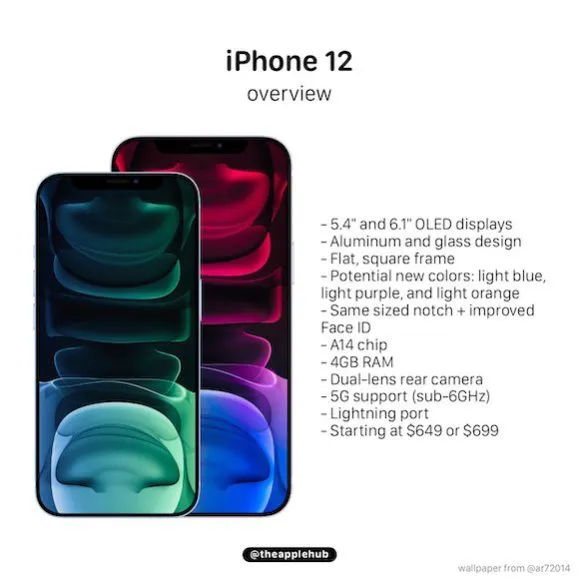 iPhone 12
overview
- 5.4" and 6.1" OLED displays
- Aluminum and glass design
- Flat, square frame
- Potential new colors: light blue,
light purple, and light orange
- Same sized notch + improved
Face ID
- A14 chip
- 4GB RAM
- Dual-lens rear camera
- 5G support (sub-6GHz)
- Lightning port
- Starting at $649 or $699
@theapplehub
wallpaper from @ar72014